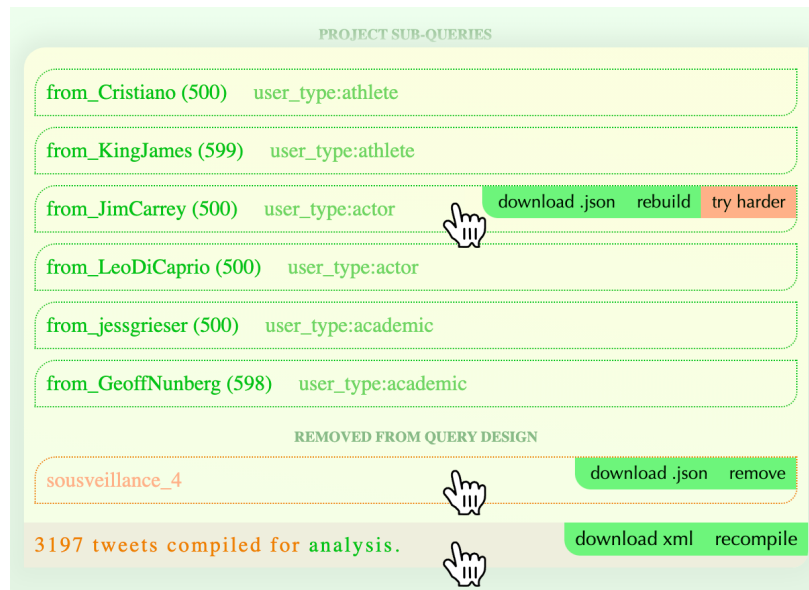 PROJECT SUB-QUERIES
from_Cristiano (500) user_type:athlete
from_KingJames (599) user_type:athlete
from_JimCarrey (500) user_type:actor download .json rebuild try harder
from_LeoDiCaprio (500) user_type:actor
from_jessgrieser (500) user_type:academic
from_GeoffNunberg (598) user_type:academic
REMOVED FROM QUERY DESIGN
sousveillance_4 download .json remove
3197 tweets compiled for analysis. download xml recompile